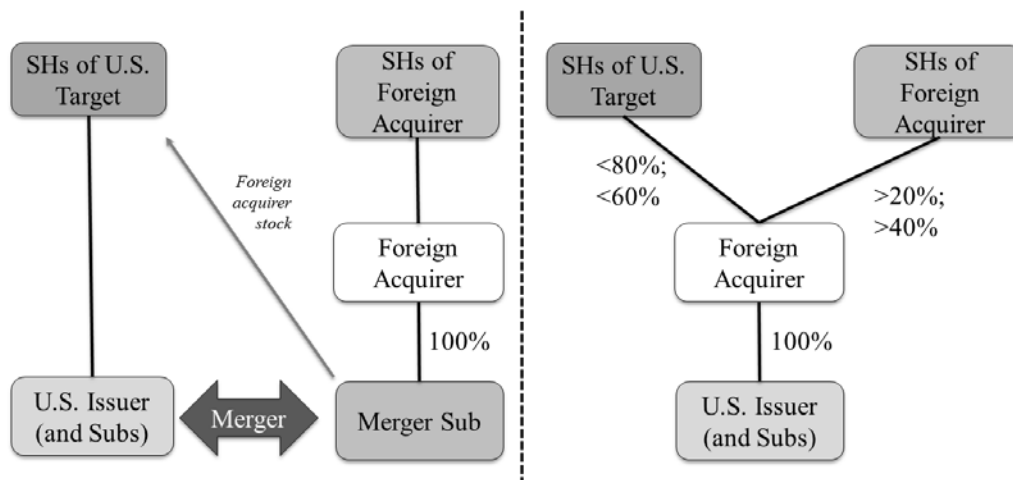 SHs of U.S.
Target
SHs of
Foreign
Acquirer
Foreign
acquirer
stock
Foreign
Acquirer
100%
U.S. Issuer
(and Subs)
Merger
Merger Sub
SHs of U.S.
Target
SHs of
Foreign
Acquirer
<80%;
<60%
>20%;
>40%
Foreign
Acquirer
100%
U.S. Issuer
(and Subs)